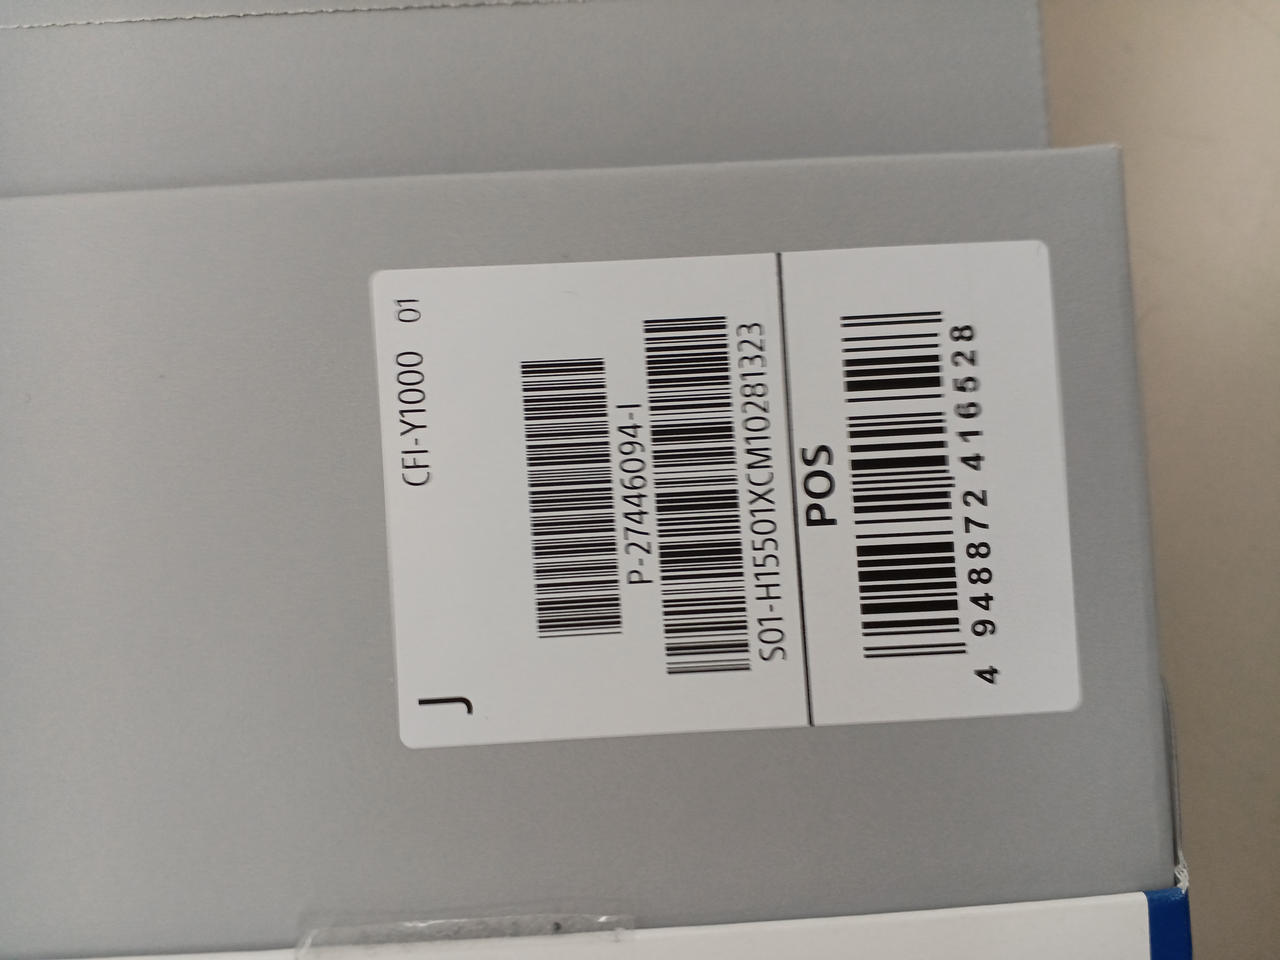 J CFI-Y1000 01
P-27446094-I
S01-H15501XCM10281323
POS
4 948872 416528